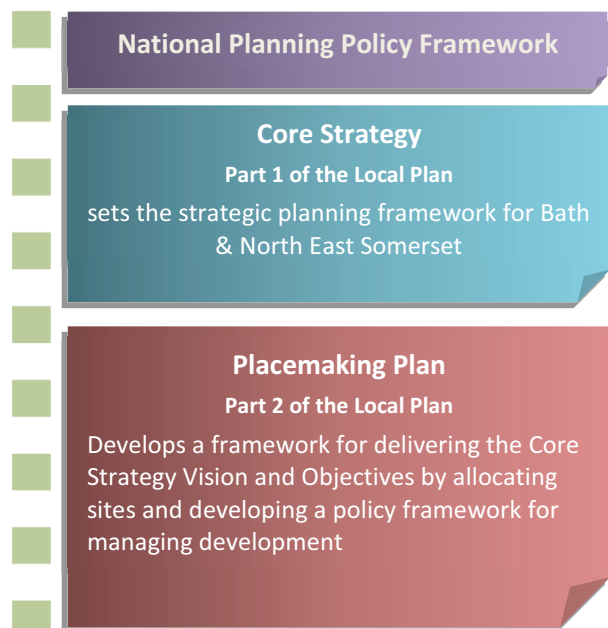 National Planning Policy Framework
Core Strategy
Part 1 of the Local Plan
sets the strategic planning framework for Bath
& North East Somerset
Placemaking Plan
Part 2 of the Local Plan
Develops a framework for delivering the Core
Strategy Vision and Objectives by allocating
sites and developing a policy framework for
managing development